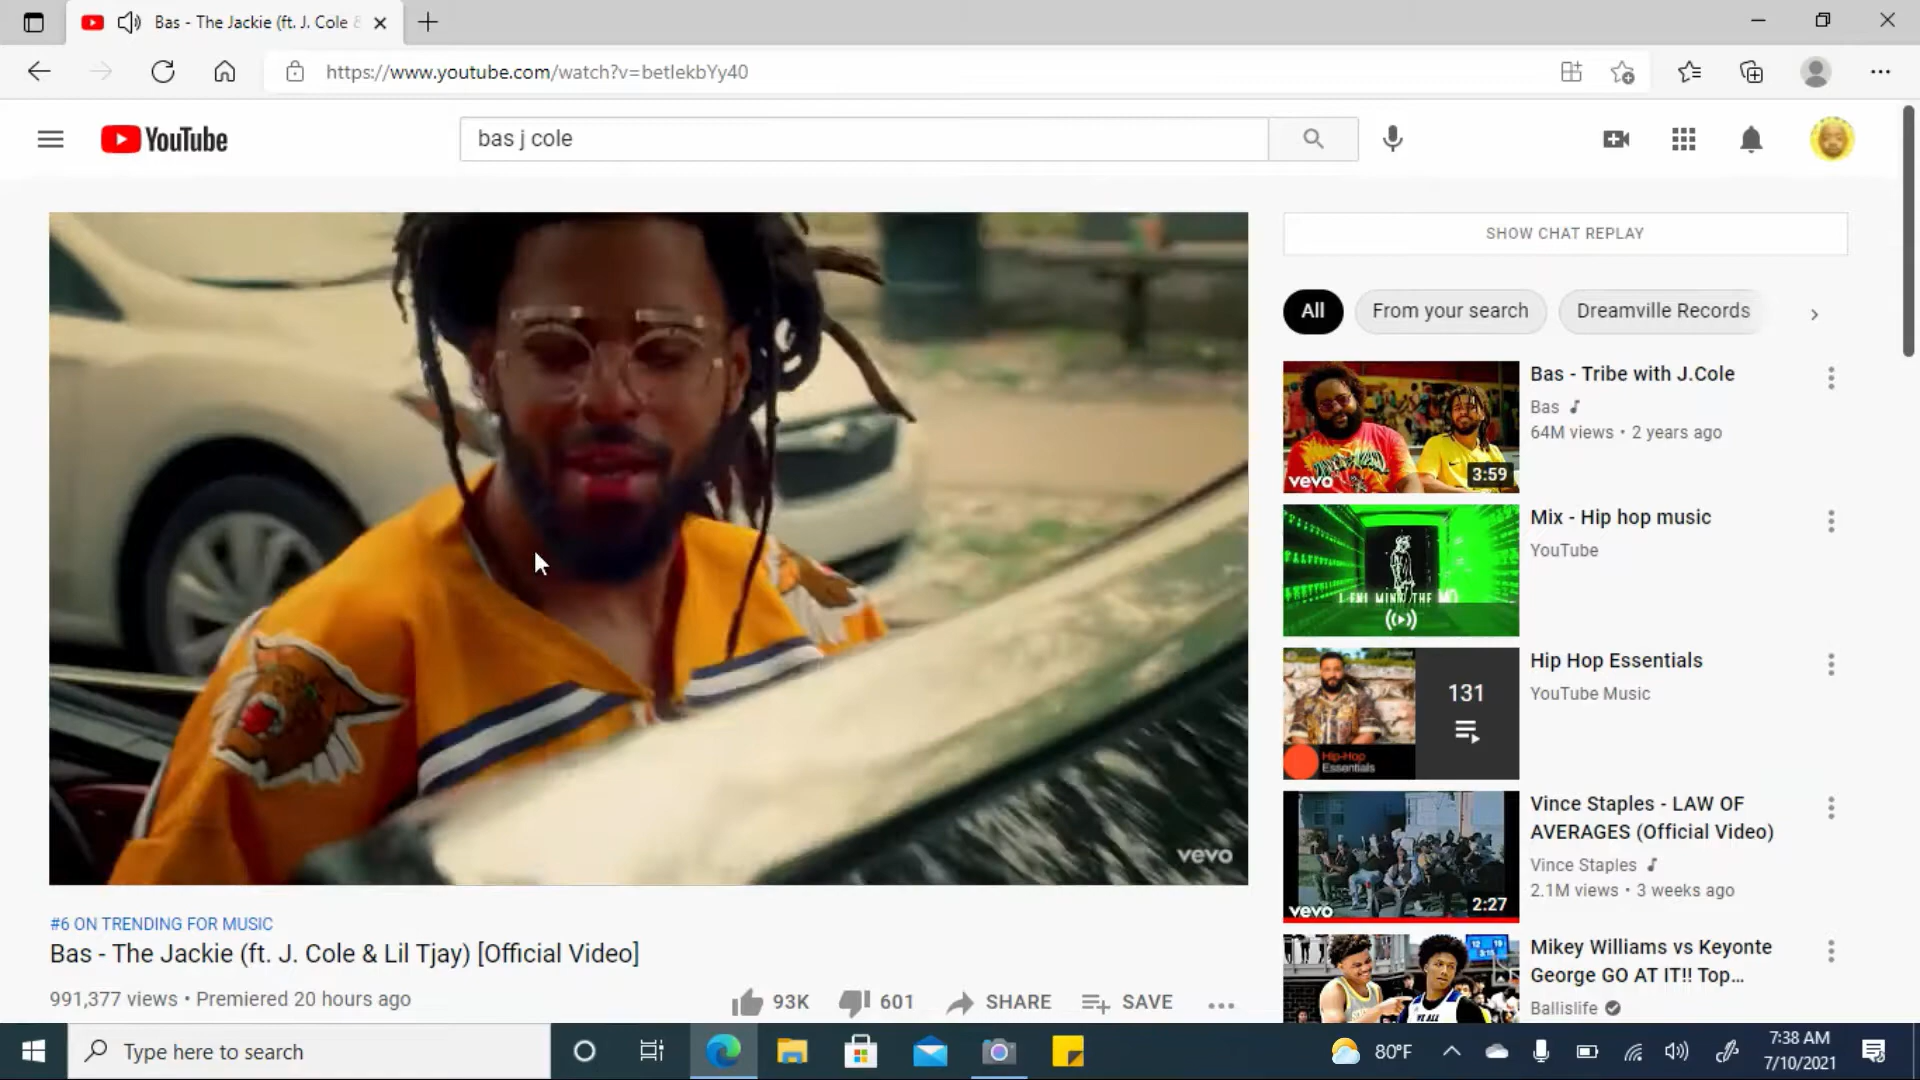 Bas - The Jackie (ft. J. Cole &
https://www.youtube.com/watch?v=betlekbYy40
YouTube
bas j cole
SHOW CHAT REPLAY
All
From your search
Dreamville Records
Bas - Tribe with J.Cole
Bas
64M views • 2 years ago
vevo
3:59
Mix - Hip hop music
YouTube
Hip Hop Essentials
YouTube Music
131
Hip-Hop
Essentials
Vince Staples - LAW OF
AVERAGES (Official Video)
Vince Staples
2.1M views • 3 weeks ago
vevo
2:27
Mikey Williams vs Keyonte
George GO AT IT!! Top...
Ballislife
vevo
#6 ON TRENDING FOR MUSIC
Bas - The Jackie (ft. J. Cole & Lil Tjay) [Official Video]
991,377 views • Premiered 20 hours ago
93K
601
SHARE
SAVE
Type here to search
80°F
7:38 AM
7/10/2021